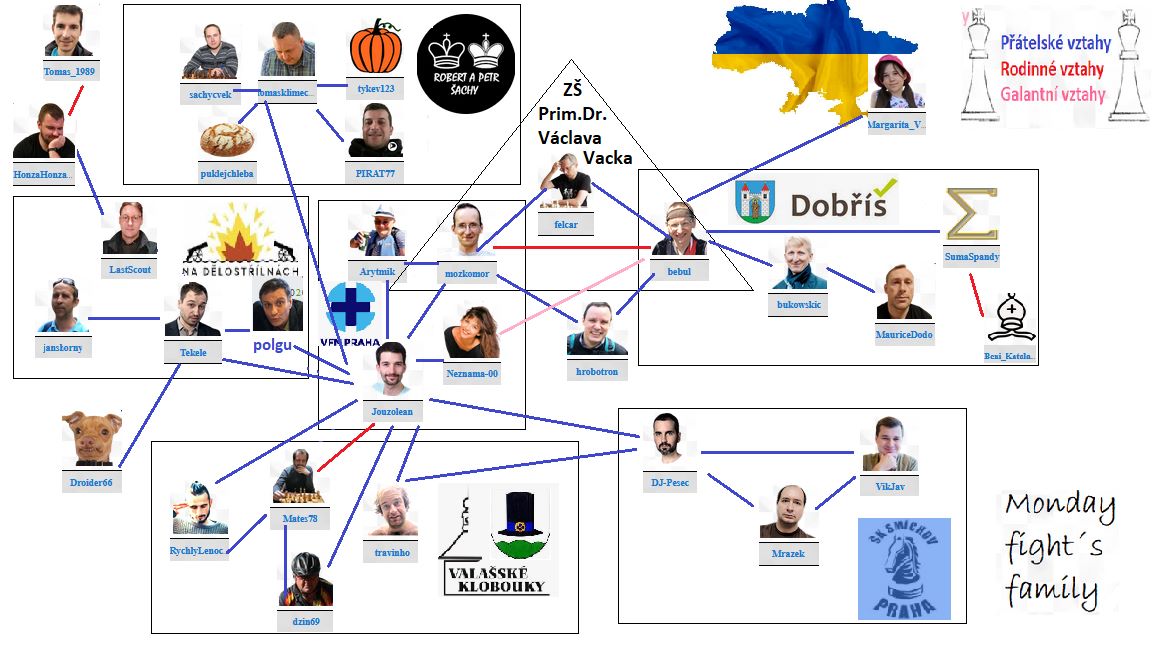 Tomas_1989
HonzaHonza..
LastScout
sachycvek
tomasklimec...
tykev123
puklejchleba
PIRAT77
ROBERT A PETR
ŠACHY
ZŠ
Prim.Dr.
Václava
Vacka
felcar
Margarita_V..
Přátelské vztahy
Rodinné vztahy
Galantní vztahy
NA DĚLOSTŘÍLNÁCH
janstorny
Tekele
polgu
Droider66
Arytmik
mozkomor
VFN PRAHA
Neznama-00
Jouzolean
bebul
hrobotron
Dobříš
SumaSpandy
bukowskic
MauriceDodo
Besi_Katala..
RychlyLenoc..
Mates78
travinho
dzin69
VALAŠSKÉ
KLOBOUKY
DJ-Pesec
VikJav
Mrazek
ŠK SMÍCHOV
PRAHA
Monday
fight´s
family